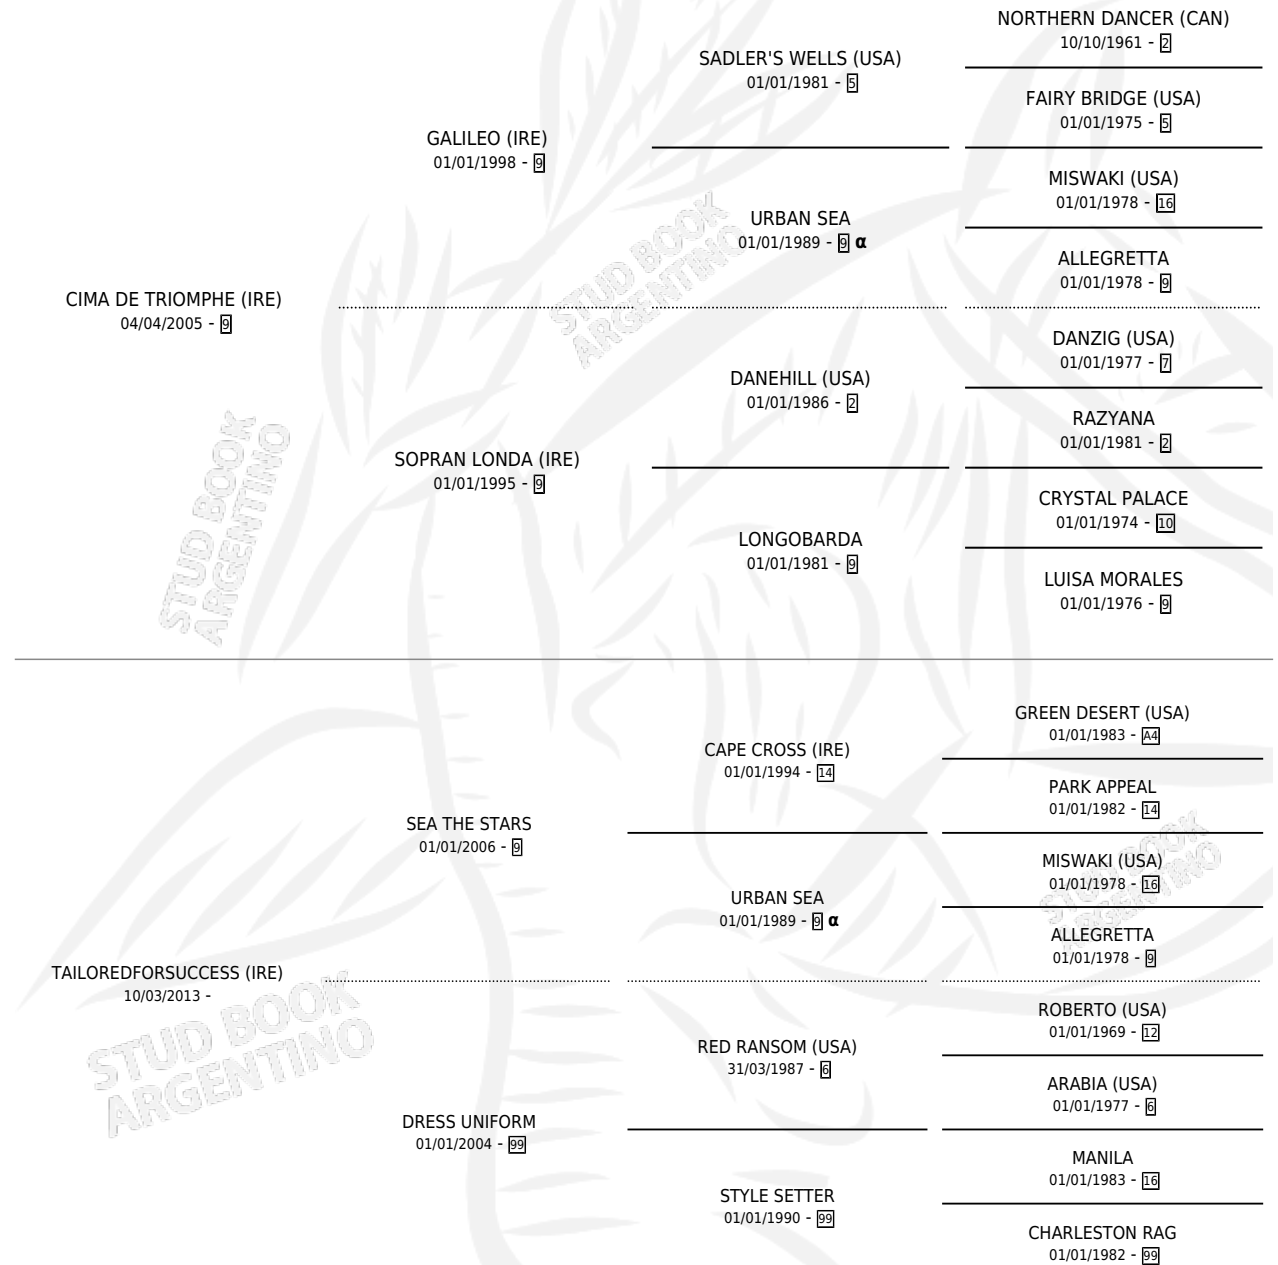 NORTHERN DANCER (CAN)
10/10/1961 - 2
SADLER'S WELLS (USA)
01/01/1981 - 5
FAIRY BRIDGE (USA)
01/01/1975 - 5
GALILEO (IRE)
01/01/1998 - 9
MISWAKI (USA)
01/01/1978 - 16
URBAN SEA
01/01/1989 - 9 α
ALLEGRETTA
01/01/1978 - 9
STUD BOOK
ARGENTINO
CIMA DE TRIOMPHE (IRE)
04/04/2005 - 9
DANZIG (USA)
01/01/1977 - 7
DANEHILL (USA)
01/01/1986 - 2
RAZYANA
01/01/1981 - 2
SOPRAN LONDA (IRE)
01/01/1995 - 9
CRYSTAL PALACE
01/01/1974 - 10
LONGOBARDA
01/01/1981 - 9
LUISA MORALES
01/01/1976 - 9
STUD BOOK
ARGENTINO
GREEN DESERT (USA)
01/01/1983 - A4
CAPE CROSS (IRE)
01/01/1994 - 14
PARK APPEAL
01/01/1982 - 14
SEA THE STARS
01/01/2006 - 9
MISWAKI (USA)
01/01/1978 - 16
URBAN SEA
01/01/1989 - 9 α
ALLEGRETTA
01/01/1978 - 9
STUD BOOK
ARGENTINO
TAILOREDFORSUCCESS (IRE)
10/03/2013 -
ROBERTO (USA)
01/01/1969 - 12
RED RANSOM (USA)
31/03/1987 - 6
ARABIA (USA)
01/01/1977 - 6
STUD BOOK
ARGENTINO
DRESS UNIFORM
01/01/2004 - 99
MANILA
01/01/1983 - 16
STYLE SETTER
01/01/1990 - 99
CHARLESTON RAG
01/01/1982 - 99